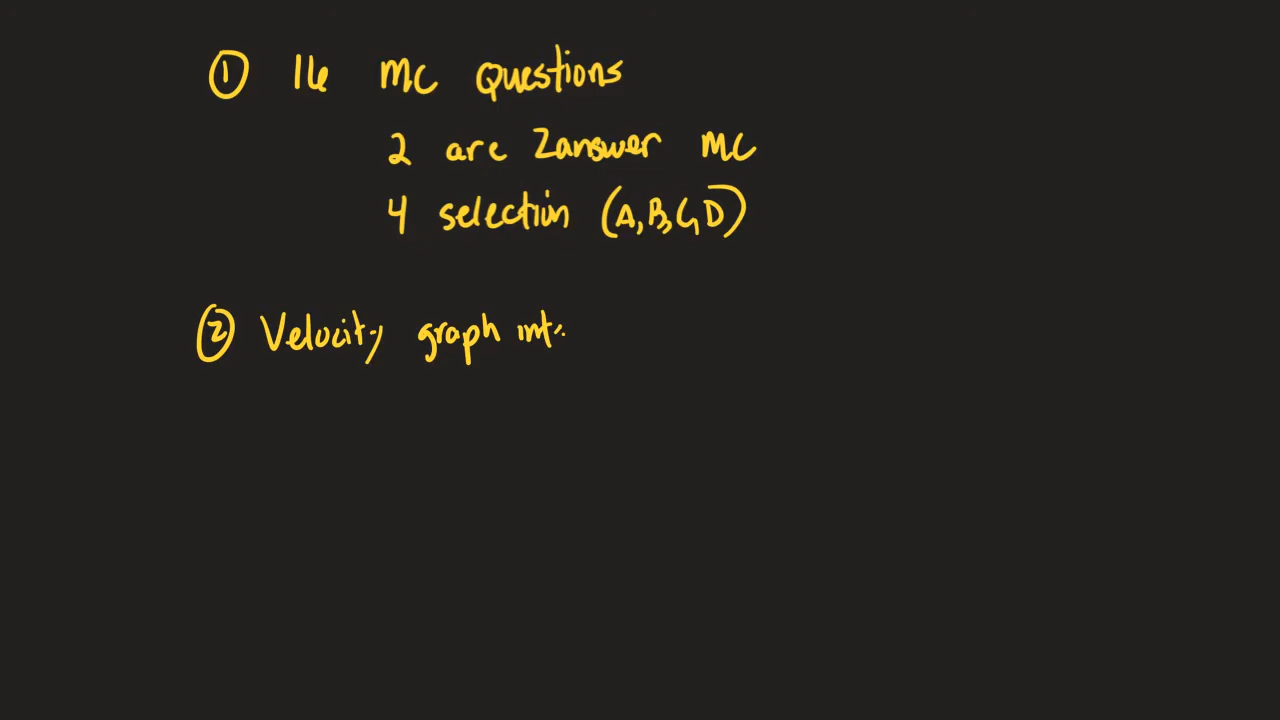 ① 16 MC Questions
2 are 2answer MC
4 selection (A,B,C,D)
② Velocity graph int